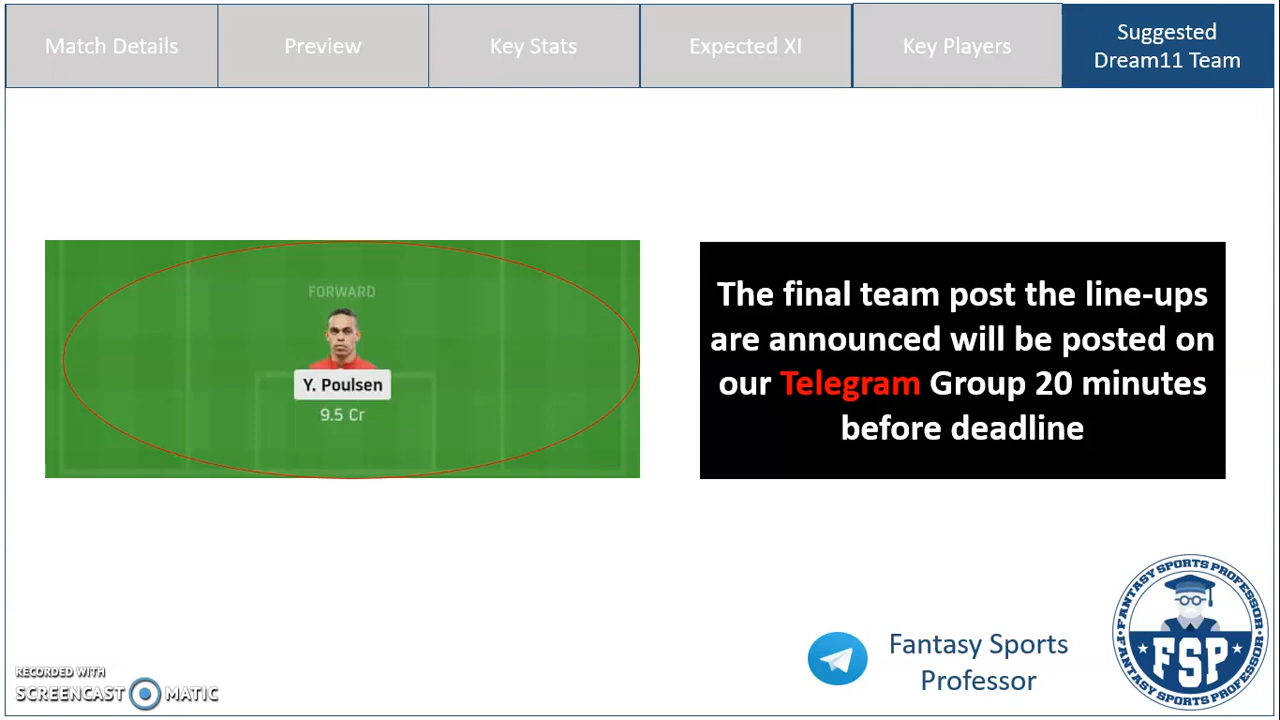 Match Details
Preview
Key Stats
Expected XI
Key Players
Suggested
Dream11 Team
FORWARD
Y. Poulsen
9.5 Cr
The final team post the line-ups
are announced will be posted on
our Telegram Group 20 minutes
before deadline
Fantasy Sports
Professor
FANTASY SPORTS PROFESSOR
FANTASY SPORTS PROFESSOR
FSP
RECORDED WITH
SCREENCAST MATIC